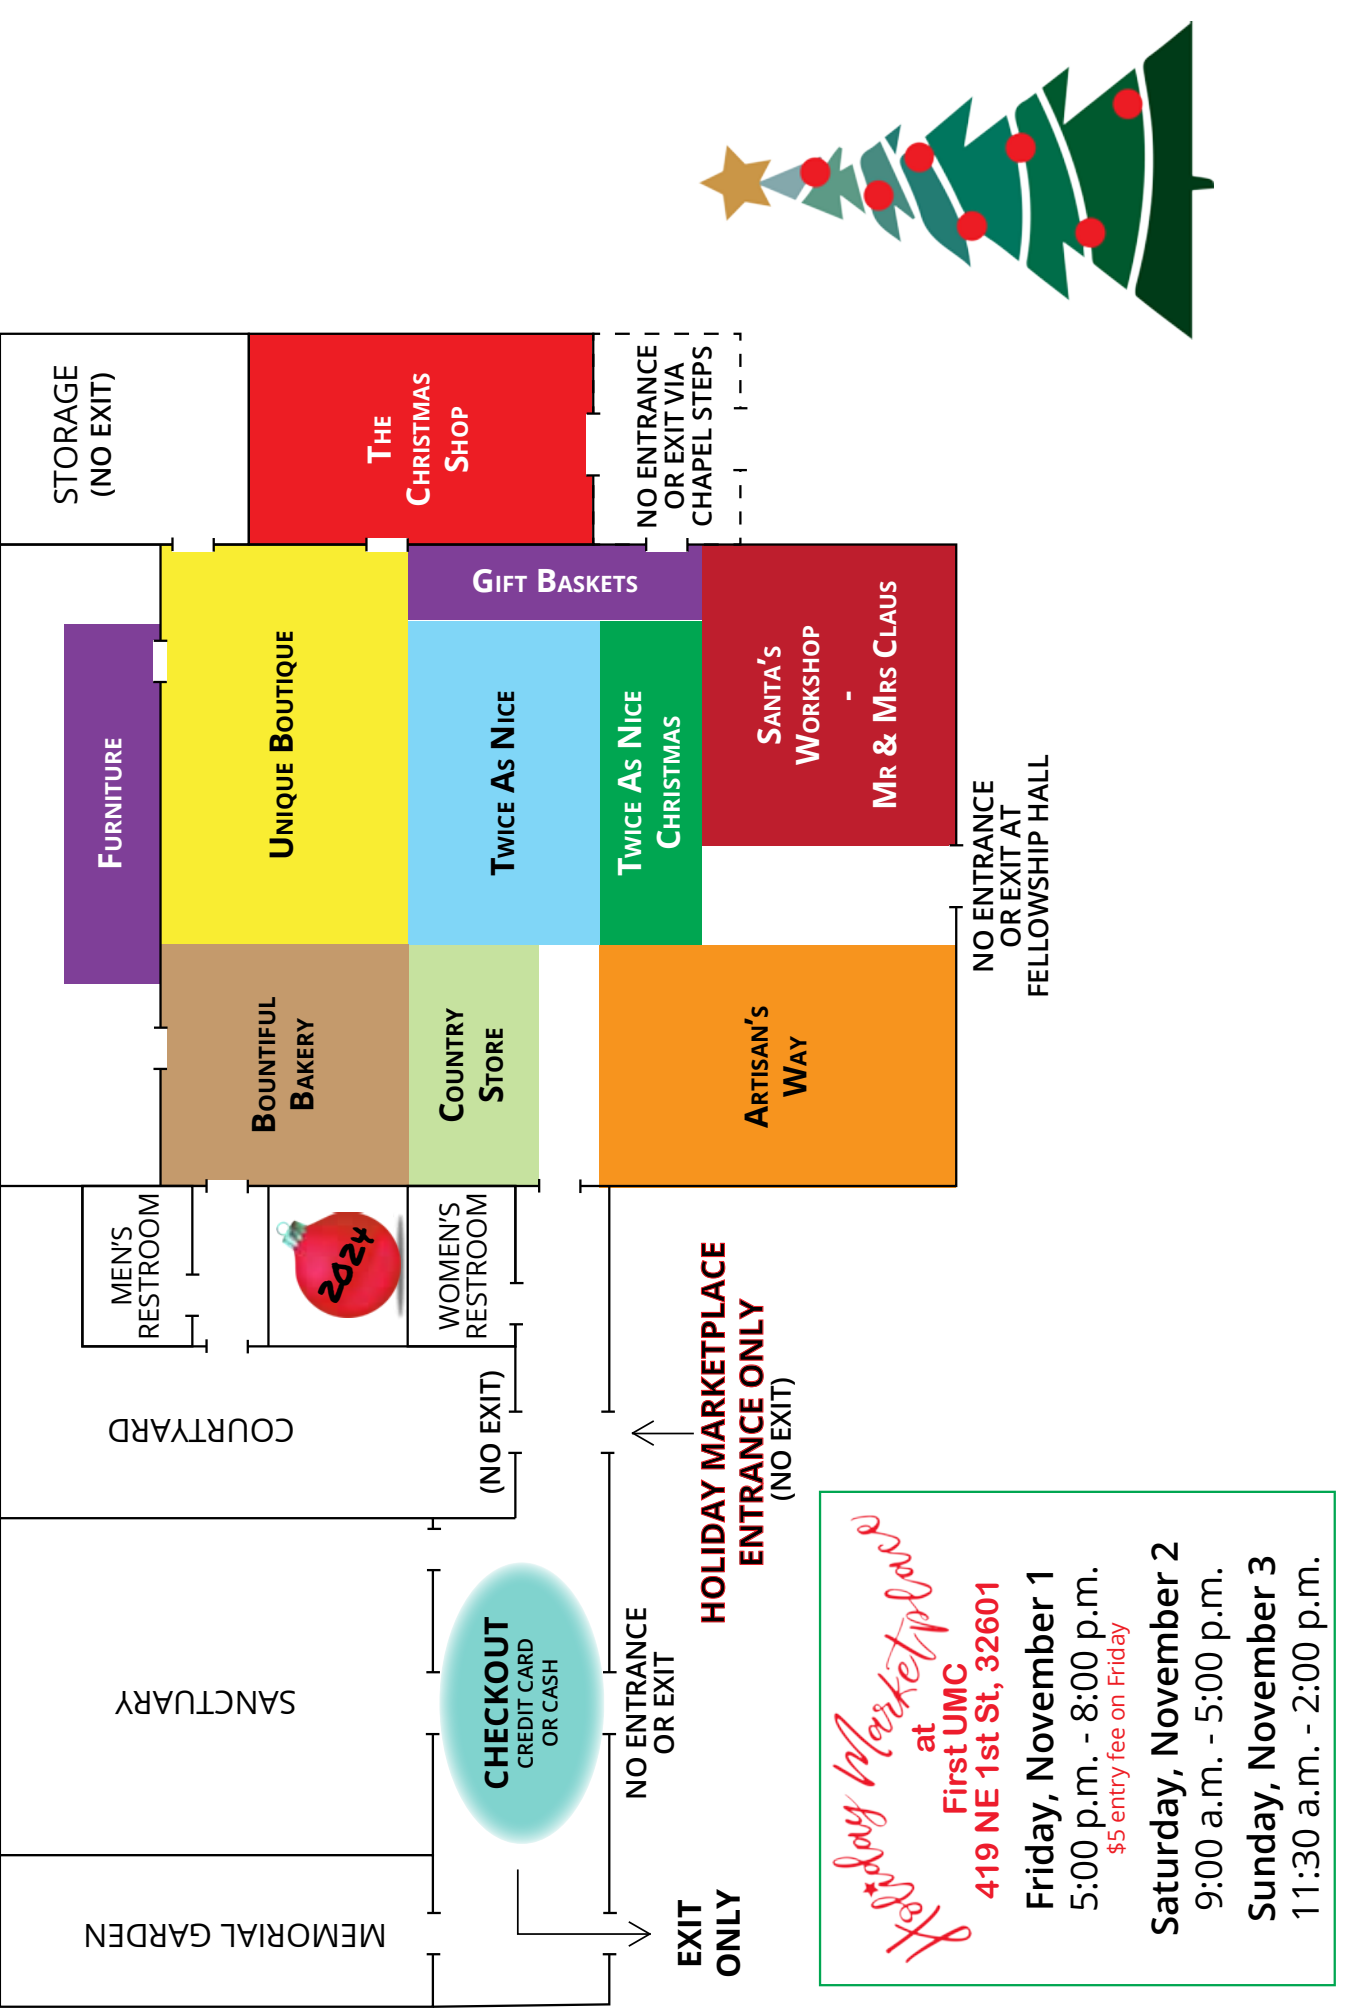 MEMORIAL GARDEN
SANCTUARY
COURTYARD
MEN'S
RESTROOM
2024
WOMEN'S
RESTROOM
(NO EXIT)
CHECKOUT
CREDIT CARD
OR CASH
EXIT
ONLY
NO ENTRANCE
OR EXIT
HOLIDAY MARKETPLACE
ENTRANCE ONLY
(NO EXIT)
FURNITURE
BOUNTIFUL
BAKERY
UNIQUE BOUTIQUE
COUNTRY
STORE
TWICE AS NICE
TWICE AS NICE
CHRISTMAS
GIFT BASKETS
ARTISAN'S
WAY
SANTA'S
WORKSHOP
-
MR & MRS CLAUS
NO ENTRANCE
OR EXIT AT
FELLOWSHIP HALL
STORAGE
(NO EXIT)
THE
CHRISTMAS
SHOP
NO ENTRANCE
OR EXIT VIA
CHAPEL STEPS
Holiday Marketplace
at
First UMC
419 NE 1st St, 32601
Friday, November 1
5:00 p.m. - 8:00 p.m.
$5 entry fee on Friday
Saturday, November 2
9:00 a.m. - 5:00 p.m.
Sunday, November 3
11:30 a.m. - 2:00 p.m.